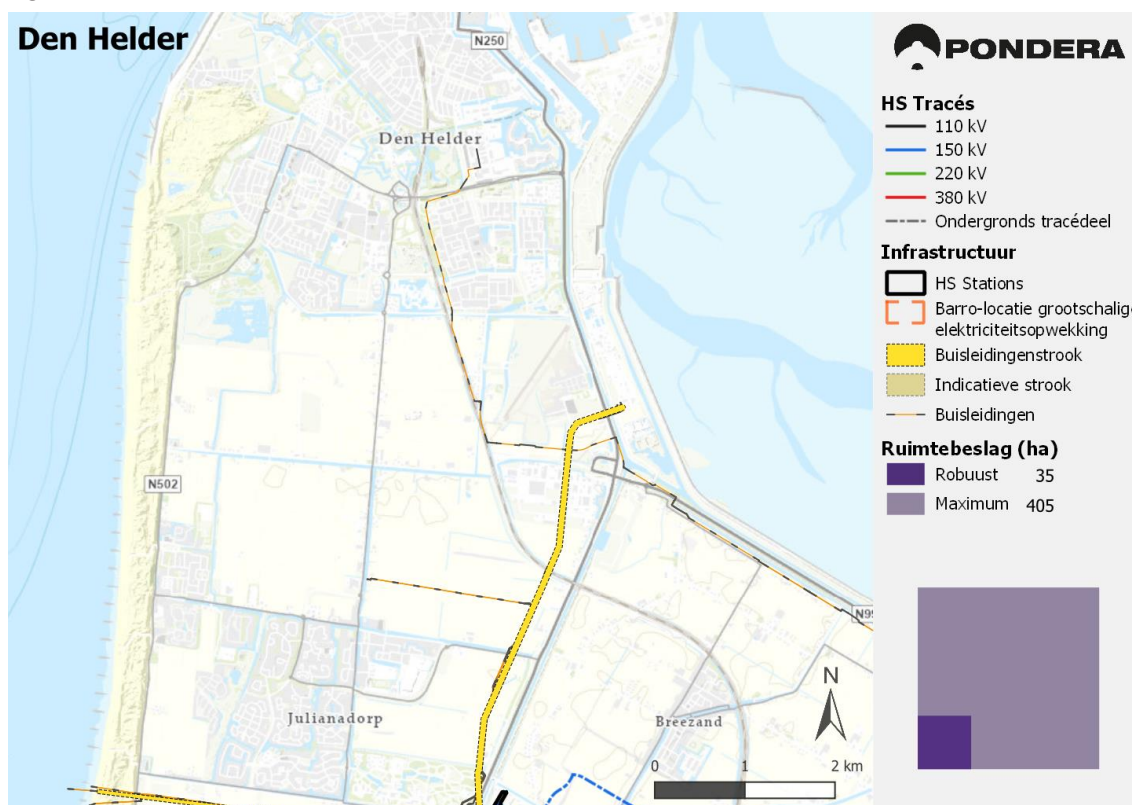 Den Helder
N250
Den Helder
N502
Julianadorp
Breezand
N
0 1 2 km
PONDERA
HS Tracés
110 kV
150 kV
220 kV
380 kV
Ondergronds tracédeel
Infrastructuur
HS Stations
Barro-locatie grootschalig
elektriciteitsopwekking
Buisleidingenstrook
Indicatieve strook
Buisleidingen
Ruimtebeslag (ha)
Robuust 35
Maximum 405